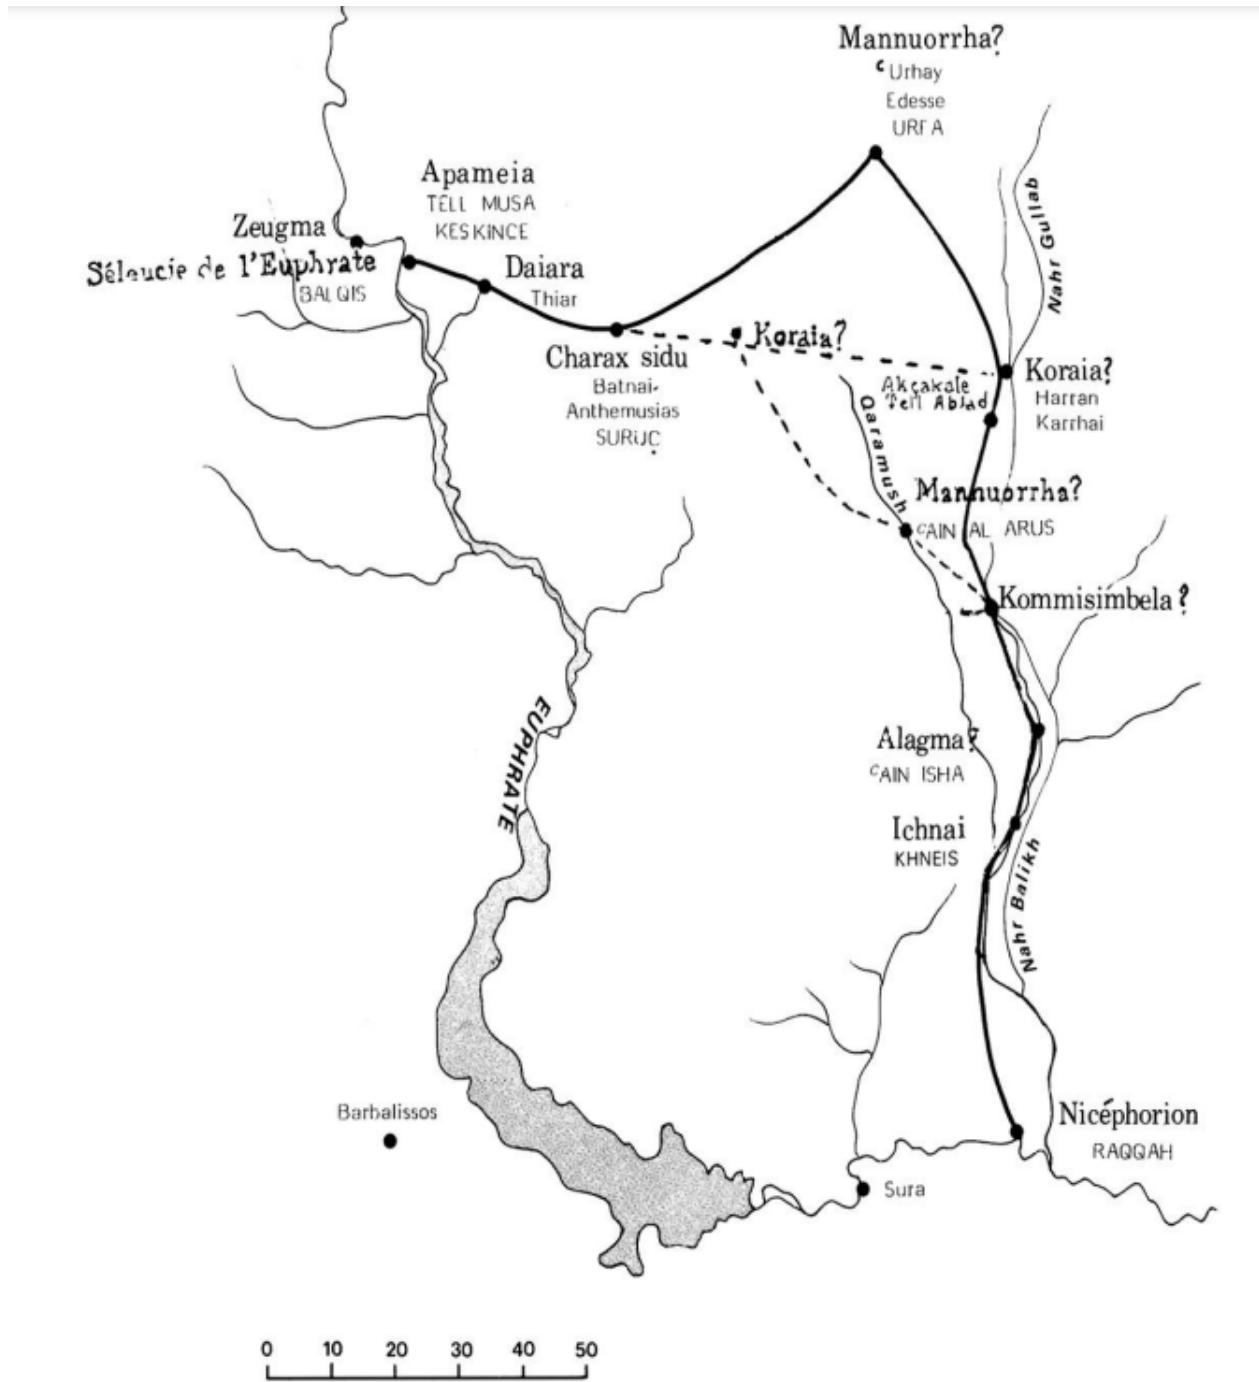 Mannuorrha?
ᶜUrhay
Edesse
URFA
Nahr Gullab
Apameia
TELL MUSA
KESKINCE
Zeugma
Séleucie de l'Euphrate
BALQIS
Daiara
Thiar
Koraia?
Charax sidu
Batnai-
Anthemusias
SURUÇ
Koraia?
Harran
Karrhai
Akçakale
Tell Abiad
Qaramush
Mannuorrha?
ᶜAIN AL ARUS
Kommisimbela?
EUPHRATE
Alagma?
ᶜAIN ISHA
Ichnai
KHNEIS
Nahr Balikh
Barbalissos
Nicéphorion
RAQQAH
Sura
0 10 20 30 40 50